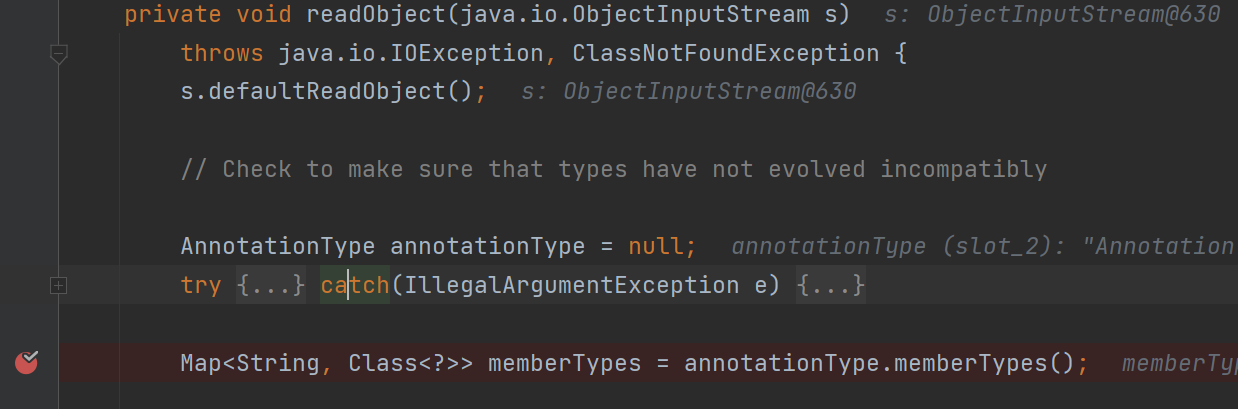 private void readObject(java.io.ObjectInputStream s)   s: ObjectInputStream@630
throws java.io.IOException, ClassNotFoundException {
s.defaultReadObject();   s: ObjectInputStream@630
// Check to make sure that types have not evolved incompatibly
AnnotationType annotationType = null;   annotationType (slot_2): "Annotation
try {...} catch(IllegalArgumentException e) {...}
Map<String, Class<?>> memberTypes = annotationType.memberTypes();   memberTyp